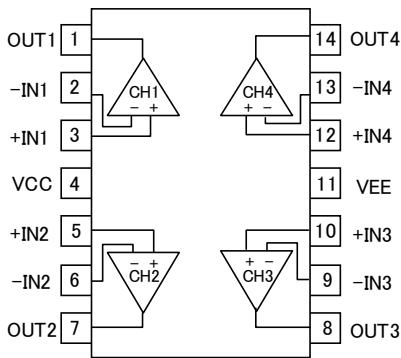 OUT1 1 14 OUT4
-IN1 2 13 -IN4
CH1 CH4
- + + -
+IN1 3 12 +IN4
VCC 4 11 VEE
+IN2 5 10 +IN3
- + + -
CH2 CH3
-IN2 6 9 -IN3
OUT2 7 8 OUT3